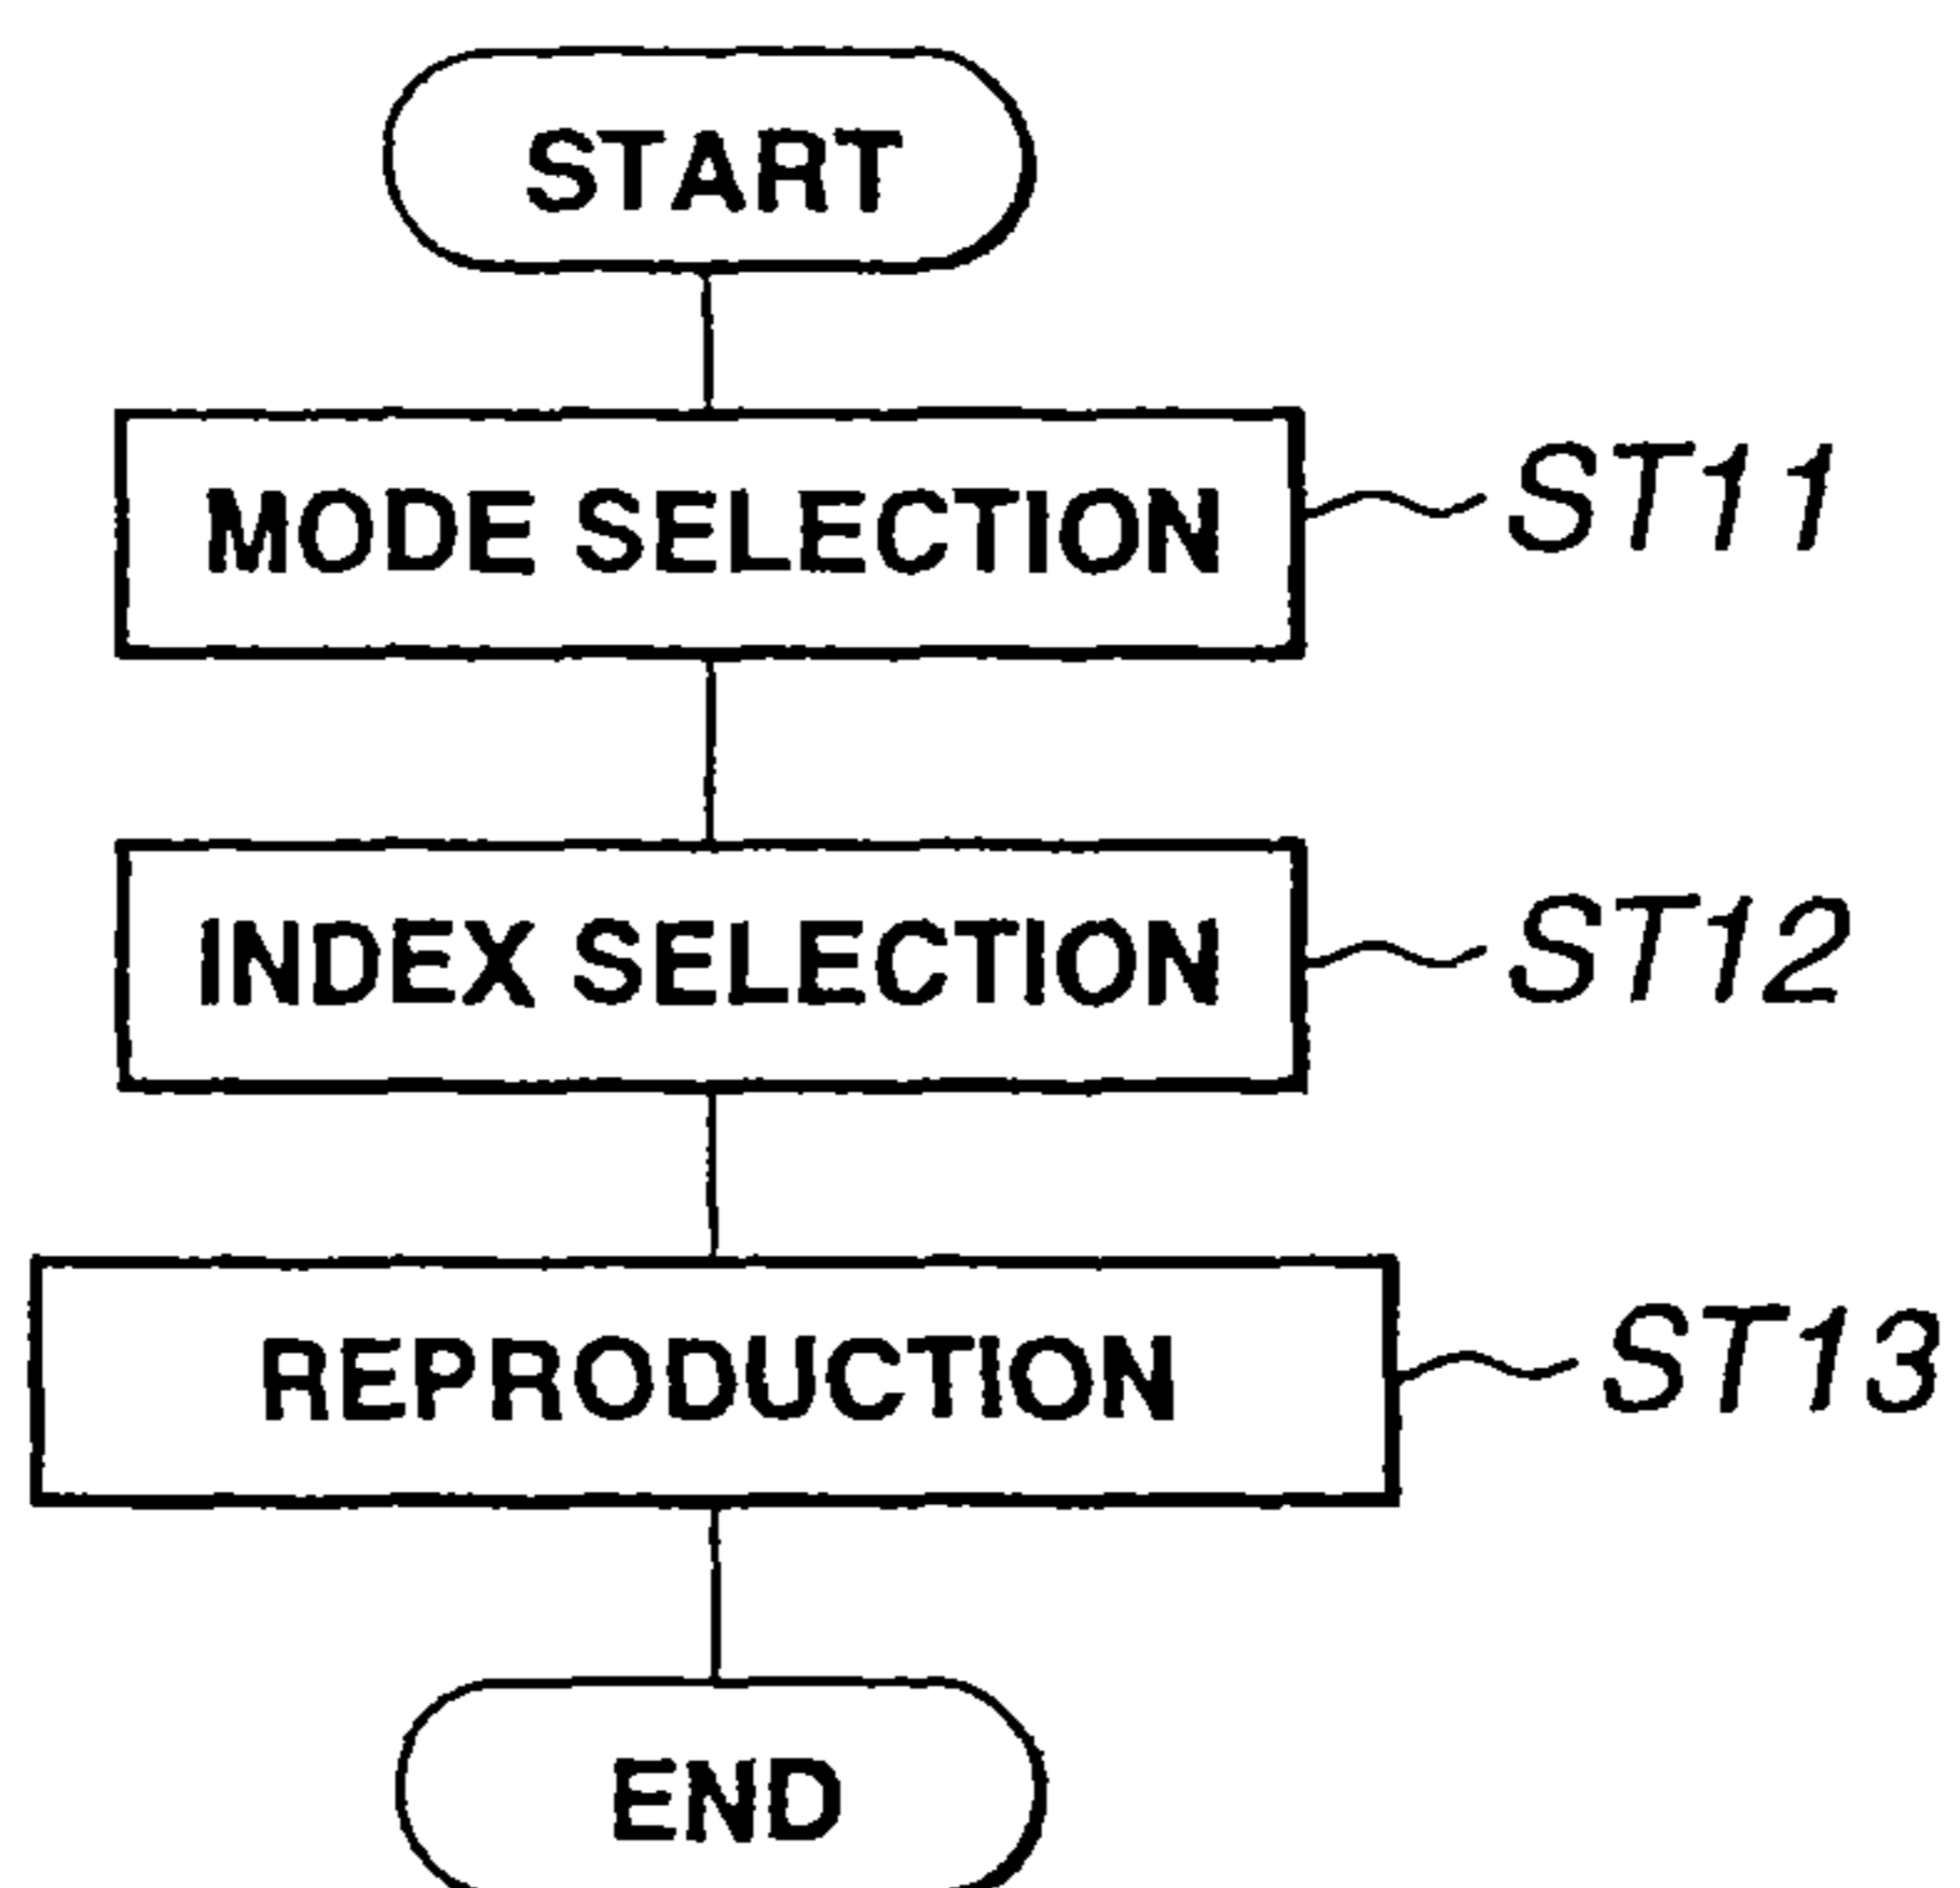 START
MODE SELECTION
ST11
INDEX SELECTION
ST12
REPRODUCTION
ST13
END